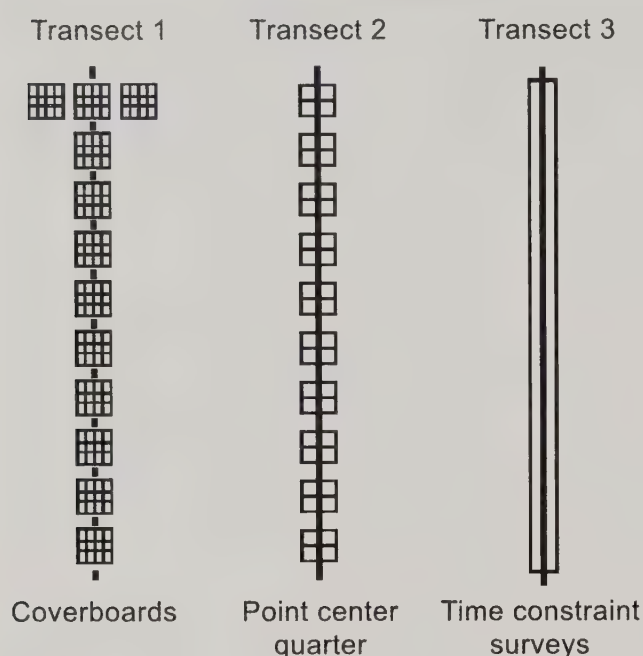 Transect 1
Transect 2
Transect 3
Coverboards
Point center
quarter
Time constraint
surveys